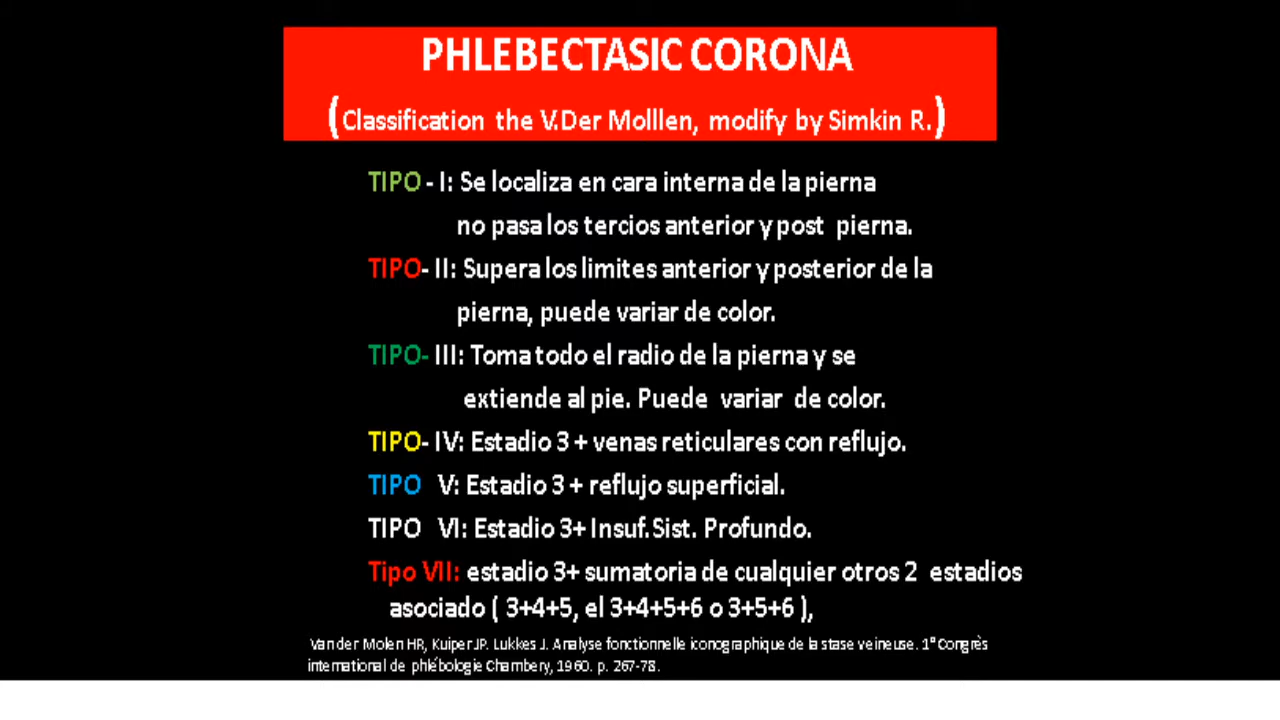 PHLEBECTASIC CORONA
(Classification the V.Der Molllen, modify by Simkin R.)
TIPO - I: Se localiza en cara interna de la pierna
no pasa los tercios anterior y post pierna.
TIPO- II: Supera los limites anterior y posterior de la
pierna, puede variar de color.
TIPO- III: Toma todo el radio de la pierna y se
extiende al pie. Puede variar de color.
TIPO- IV: Estadio 3 + venas reticulares con reflujo.
TIPO V: Estadio 3 + reflujo superficial.
TIPO VI: Estadio 3+ Insuf.Sist. Profundo.
Tipo VII: estadio 3+ sumatoria de cualquier otros 2 estadios
asociado ( 3+4+5, el 3+4+5+6 o 3+5+6 ),
Van der Molen HR, Kuiper JP. Lukkes J. Analyse fonctionnelle iconographique de la stase veineuse. 1° Congrès
international de phlébologie Chambery, 1960. p. 267-78.